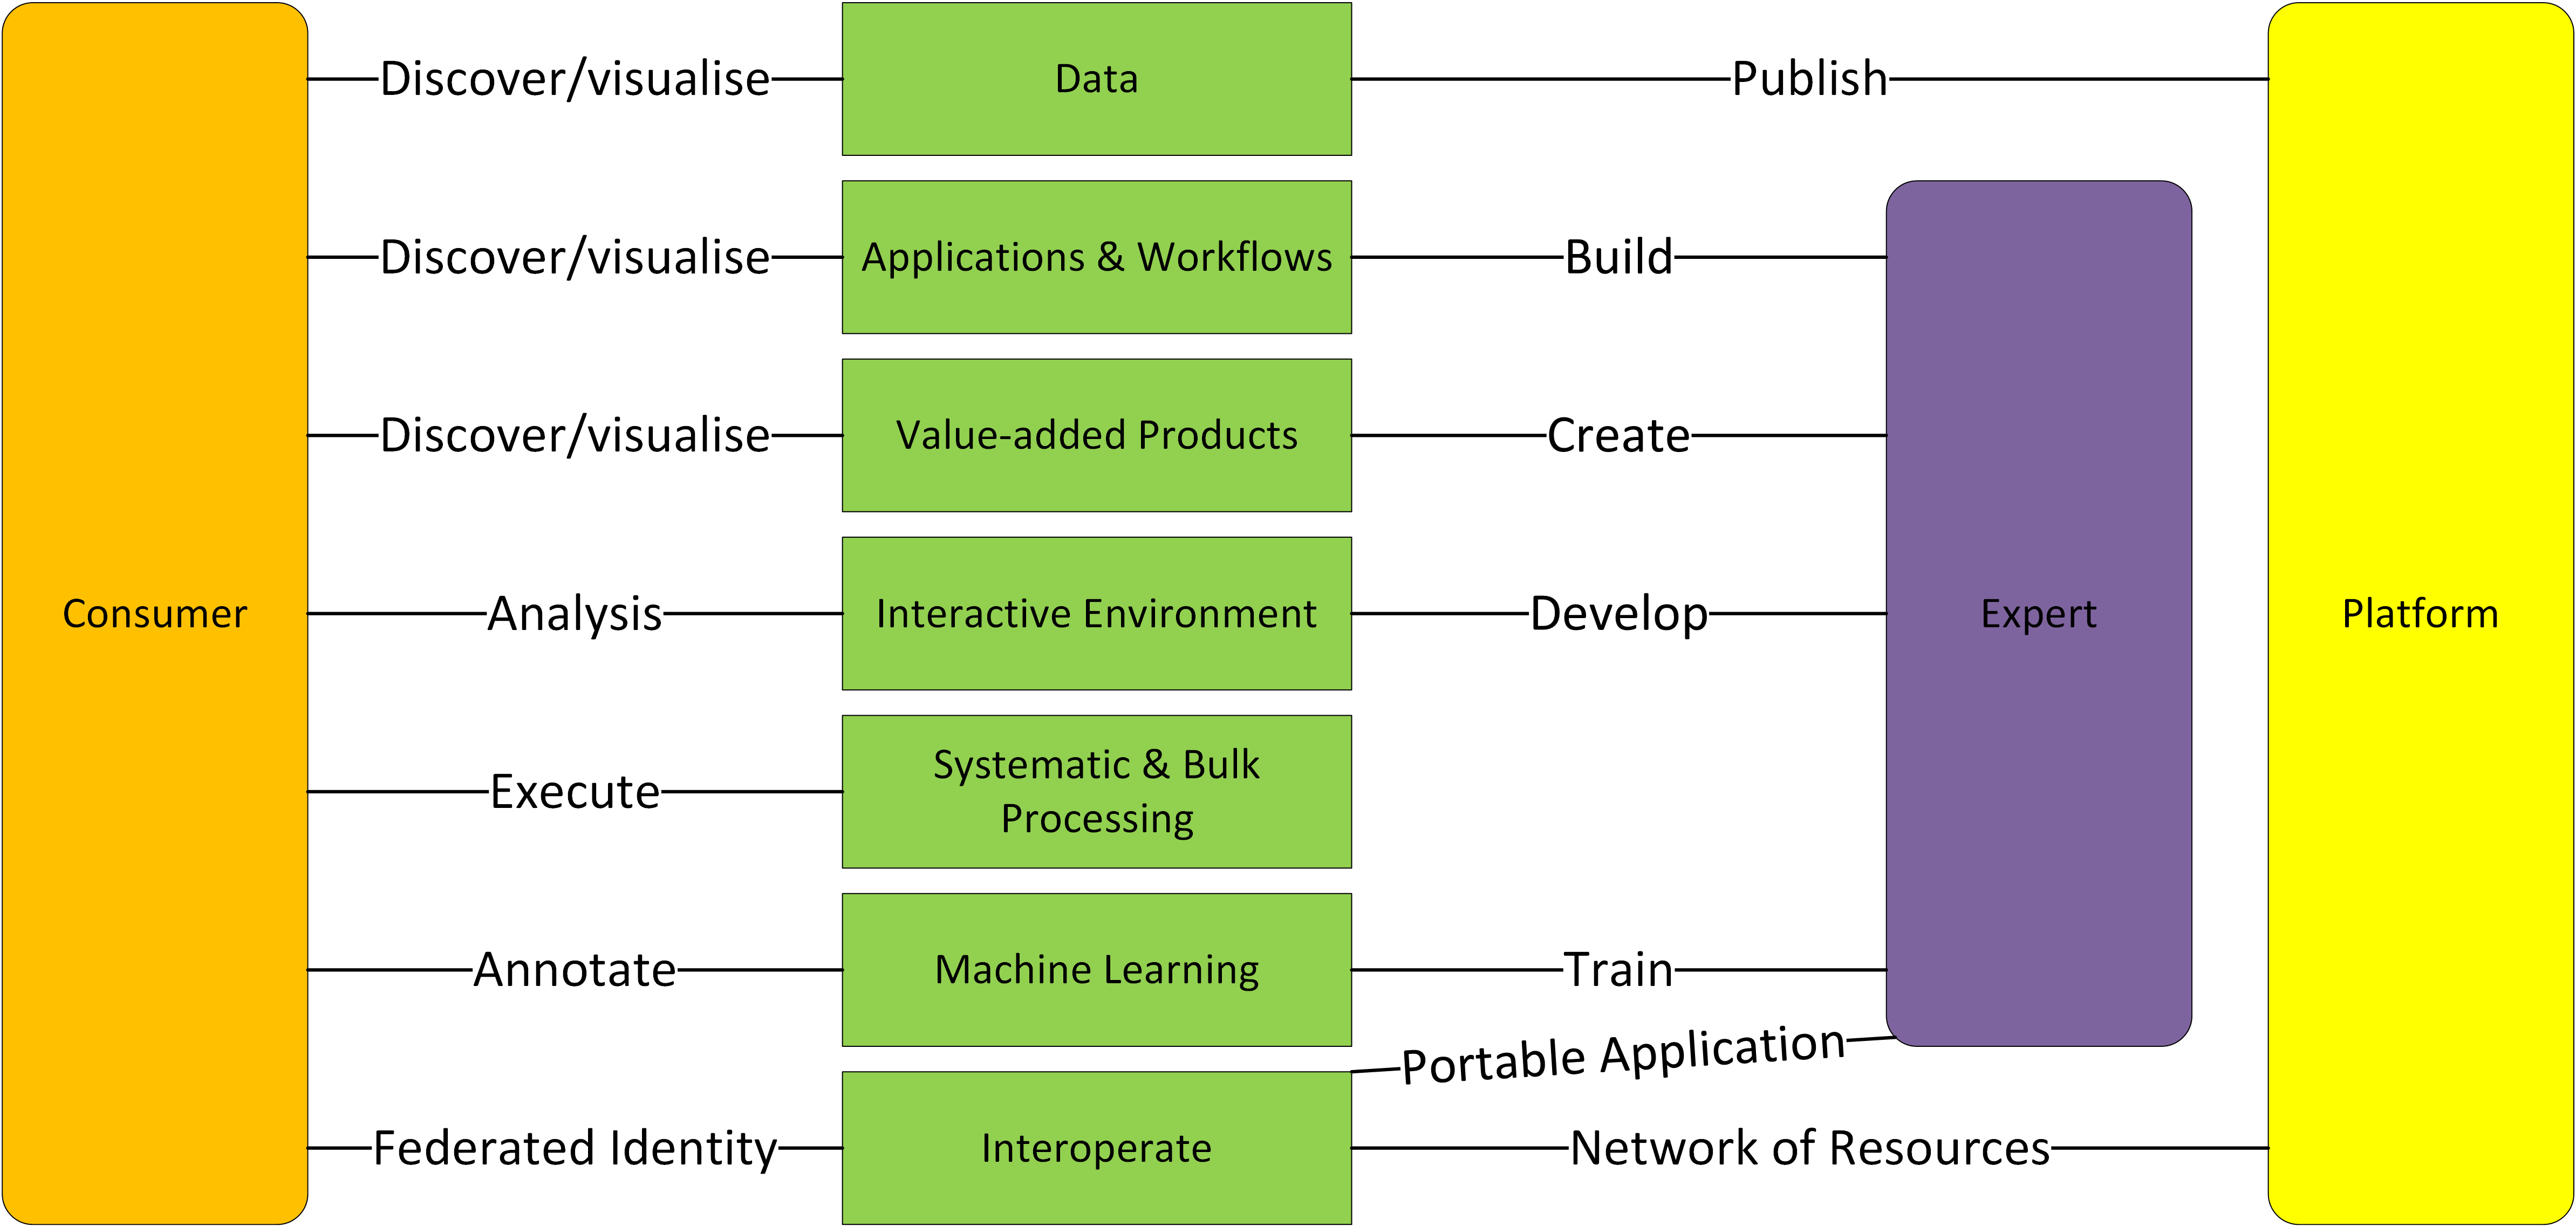 Discover/visualise
Data
Publish
Discover/visualise
Applications & Workflows
Build
Discover/visualise
Value-added Products
Create
Consumer
Analysis
Interactive Environment
Develop
Expert
Platform
Execute
Systematic & Bulk
Processing
Annotate
Machine Learning
Train
Portable Application
Federated Identity
Interoperate
Network of Resources